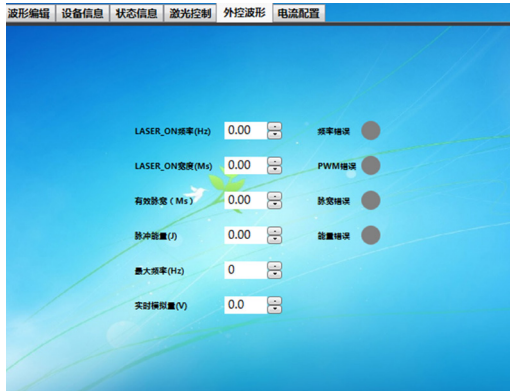 波形编辑 设备信息 状态信息 激光控制 外控波形 电流配置
LASER_ON频率(Hz) 0.00 频率错误
LASER_ON宽度(Ms) 0.00 PWM错误
有效脉宽（Ms） 0.00 脉宽错误
脉冲能量(J) 0.00 能量错误
最大频率(Hz) 0
实时模拟量(V) 0.0